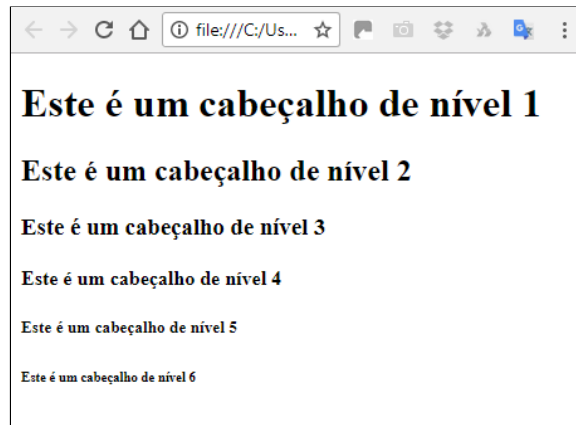 file:///C:/Us...
Este é um cabeçalho de nível 1
Este é um cabeçalho de nível 2
Este é um cabeçalho de nível 3
Este é um cabeçalho de nível 4
Este é um cabeçalho de nível 5
Este é um cabeçalho de nível 6